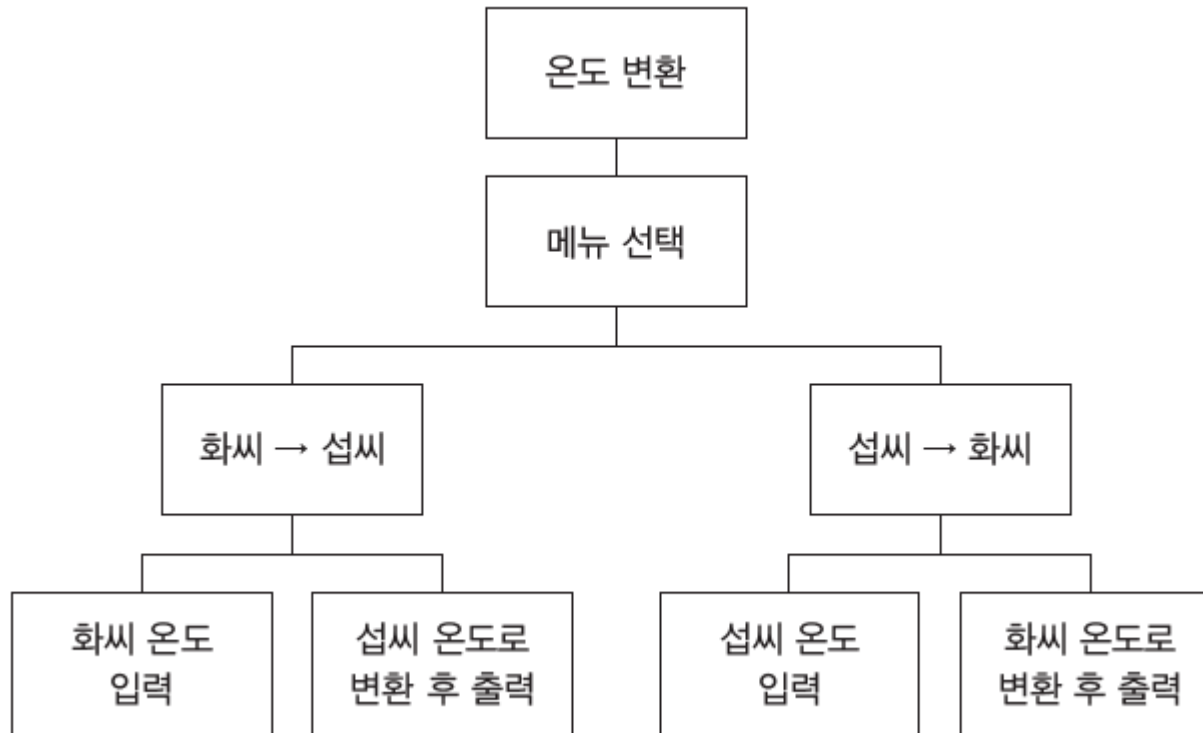 온도 변환
메뉴 선택
화씨 → 섭씨
섭씨 → 화씨
화씨 온도
입력
섭씨 온도로
변환 후 출력
섭씨 온도
입력
화씨 온도로
변환 후 출력